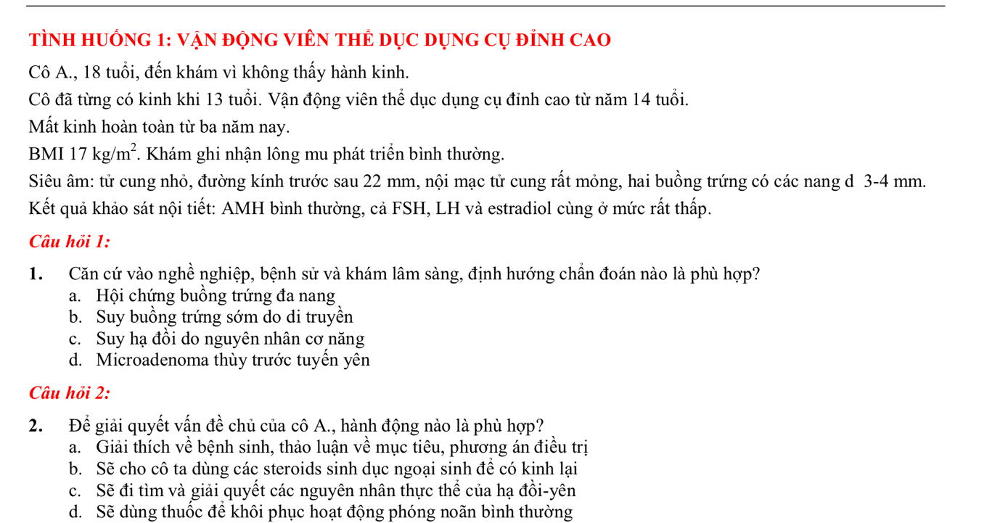 TÌNH HUỐNG 1: VẬN ĐỘNG VIÊN THỂ DỤC DỤNG CỤ ĐỈNH CAO
Cô A., 18 tuổi, đến khám vì không thấy hành kinh.
Cô đã từng có kinh khi 13 tuổi. Vận động viên thể dục dụng cụ đỉnh cao từ năm 14 tuổi.
Mất kinh hoàn toàn từ ba năm nay.
BMI 17 kg/m². Khám ghi nhận lông mu phát triển bình thường.
Siêu âm: tử cung nhỏ, đường kính trước sau 22 mm, nội mạc tử cung rất mỏng, hai buồng trứng có các nang d 3-4 mm.
Kết quả khảo sát nội tiết: AMH bình thường, cả FSH, LH và estradiol cùng ở mức rất thấp.
Câu hỏi 1:
1. Căn cứ vào nghề nghiệp, bệnh sử và khám lâm sàng, định hướng chẩn đoán nào là phù hợp?
a. Hội chứng buồng trứng đa nang
b. Suy buồng trứng sớm do di truyền
c. Suy hạ đồi do nguyên nhân cơ năng
d. Microadenoma thùy trước tuyến yên
Câu hỏi 2:
2. Để giải quyết vấn đề chủ của cô A., hành động nào là phù hợp?
a. Giải thích về bệnh sinh, thảo luận về mục tiêu, phương án điều trị
b. Sẽ cho cô ta dùng các steroids sinh dục ngoại sinh để có kinh lại
c. Sẽ đi tìm và giải quyết các nguyên nhân thực thể của hạ đồi-yên
d. Sẽ dùng thuốc để khôi phục hoạt động phóng noãn bình thường